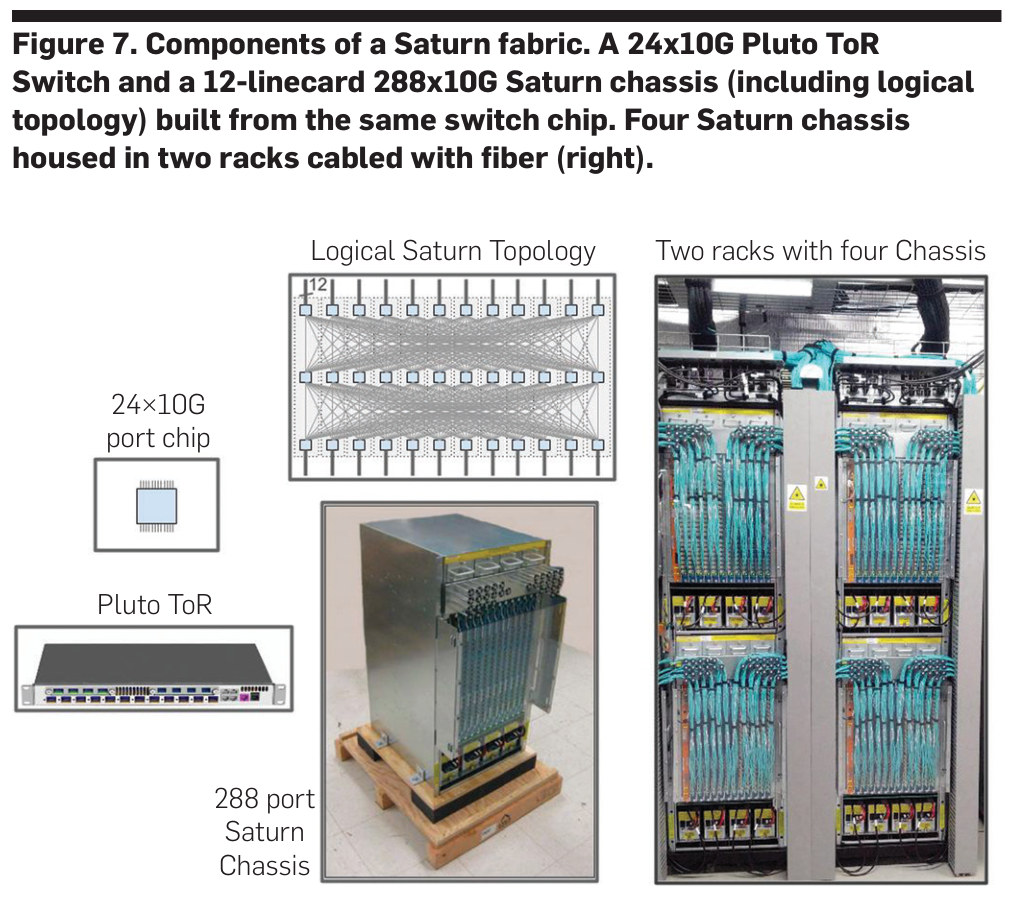 Figure 7. Components of a Saturn fabric. A 24x10G Pluto ToR
Switch and a 12-linecard 288x10G Saturn chassis (including logical
topology) built from the same switch chip. Four Saturn chassis
housed in two racks cabled with fiber (right).
Logical Saturn Topology
12
Two racks with four Chassis
24×10G
port chip
Pluto ToR
288 port
Saturn
Chassis